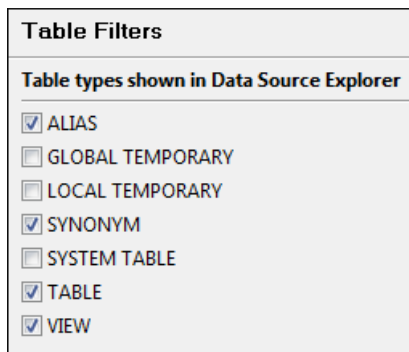 Table Filters
Table types shown in Data Source Explorer
ALIAS
GLOBAL TEMPORARY
LOCAL TEMPORARY
SYNONYM
SYSTEM TABLE
TABLE
VIEW